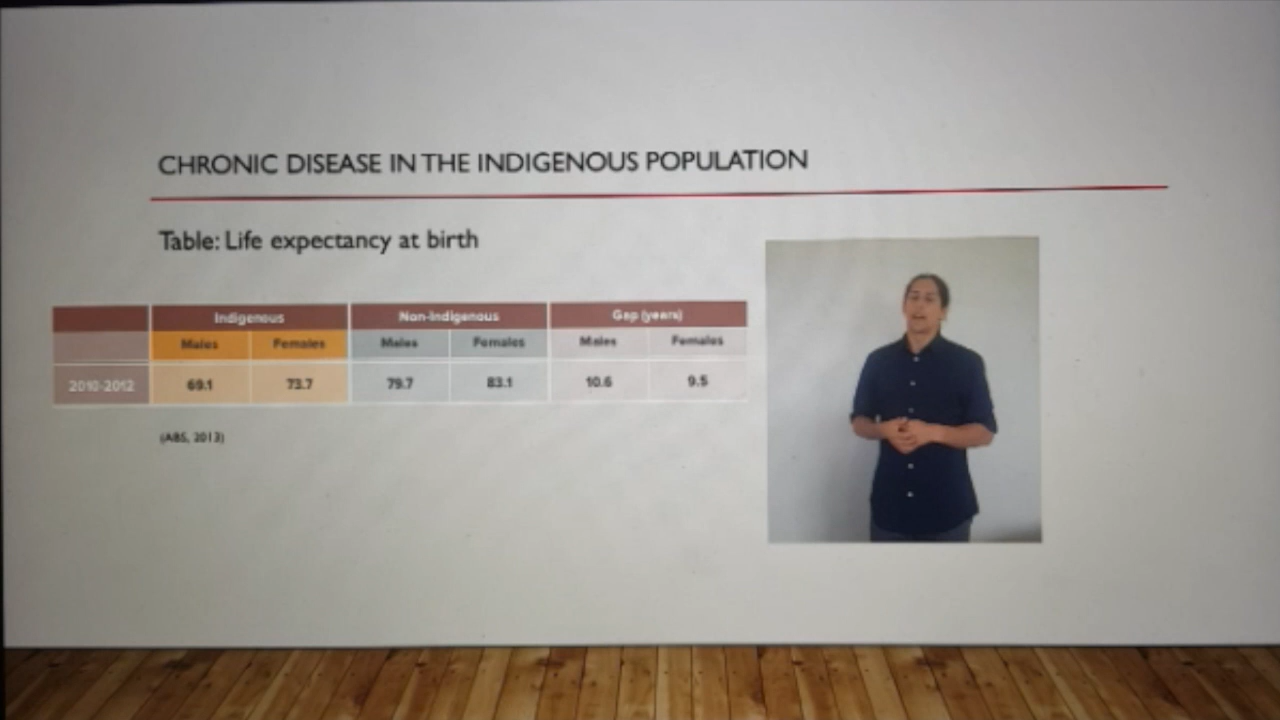 CHRONIC DISEASE IN THE INDIGENOUS POPULATION
Table: Life expectancy at birth
Indigenous Non-Indigenous Gap (years)
Males Females Males Females Males Females
2010-2012 69.1 73.7 79.7 83.1 10.6 9.5
(ABS, 2013)